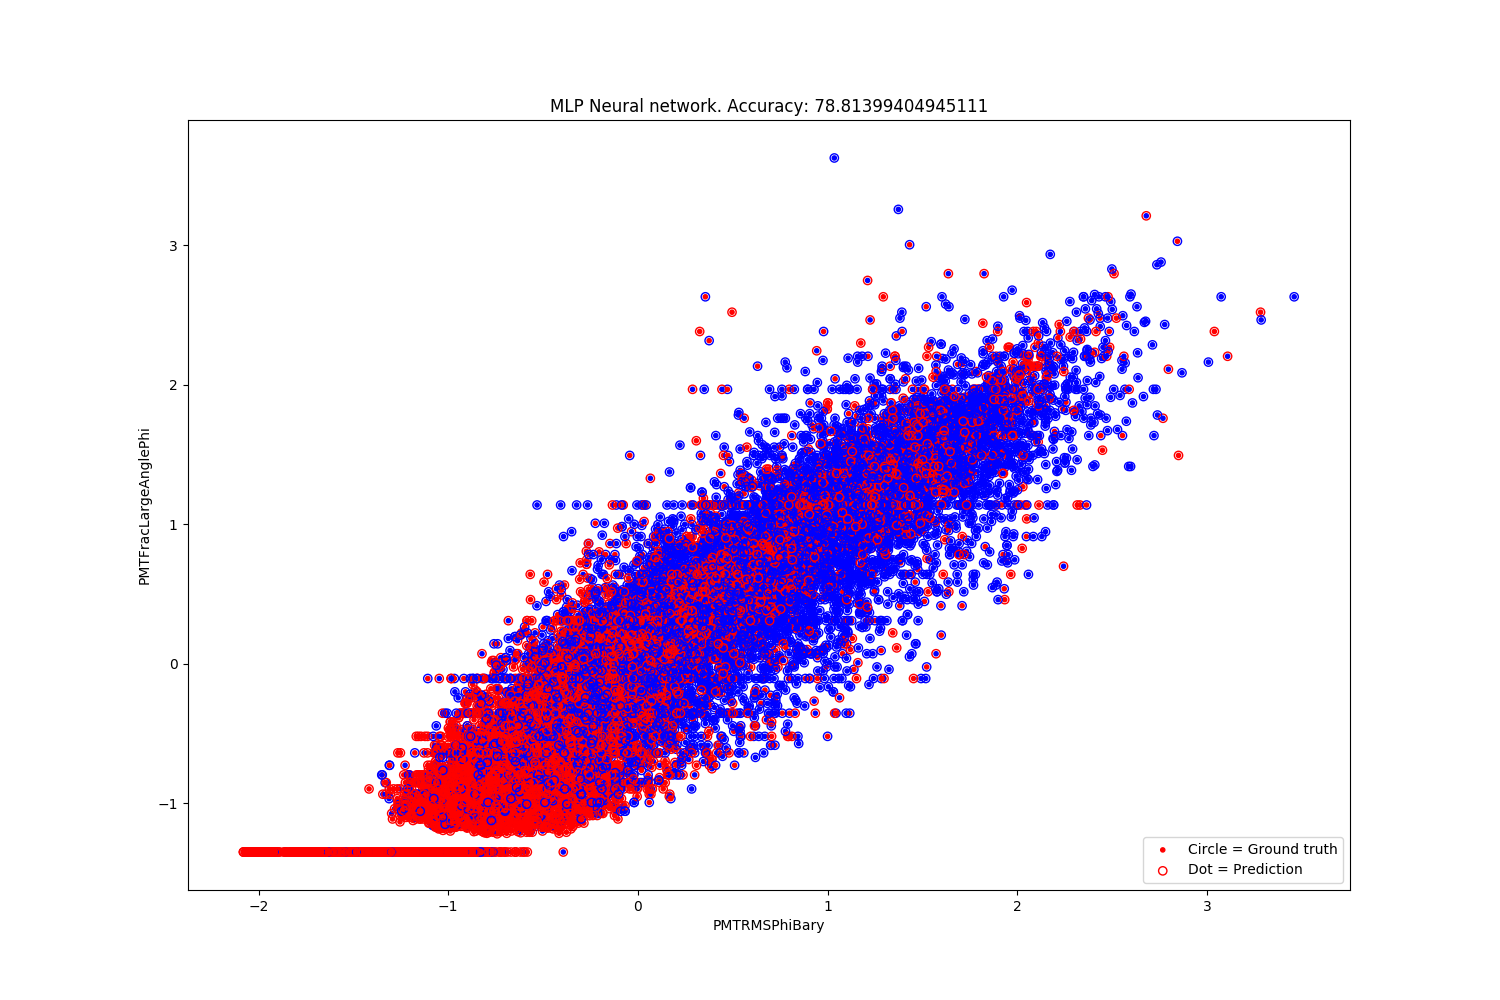 MLP Neural network. Accuracy: 78.81399404945111
PMTFracLargeAnglePhi
3
2
1
0
−1
−2
−1
0
1
2
3
PMTRMSPhiBary
Circle = Ground truth
Dot = Prediction